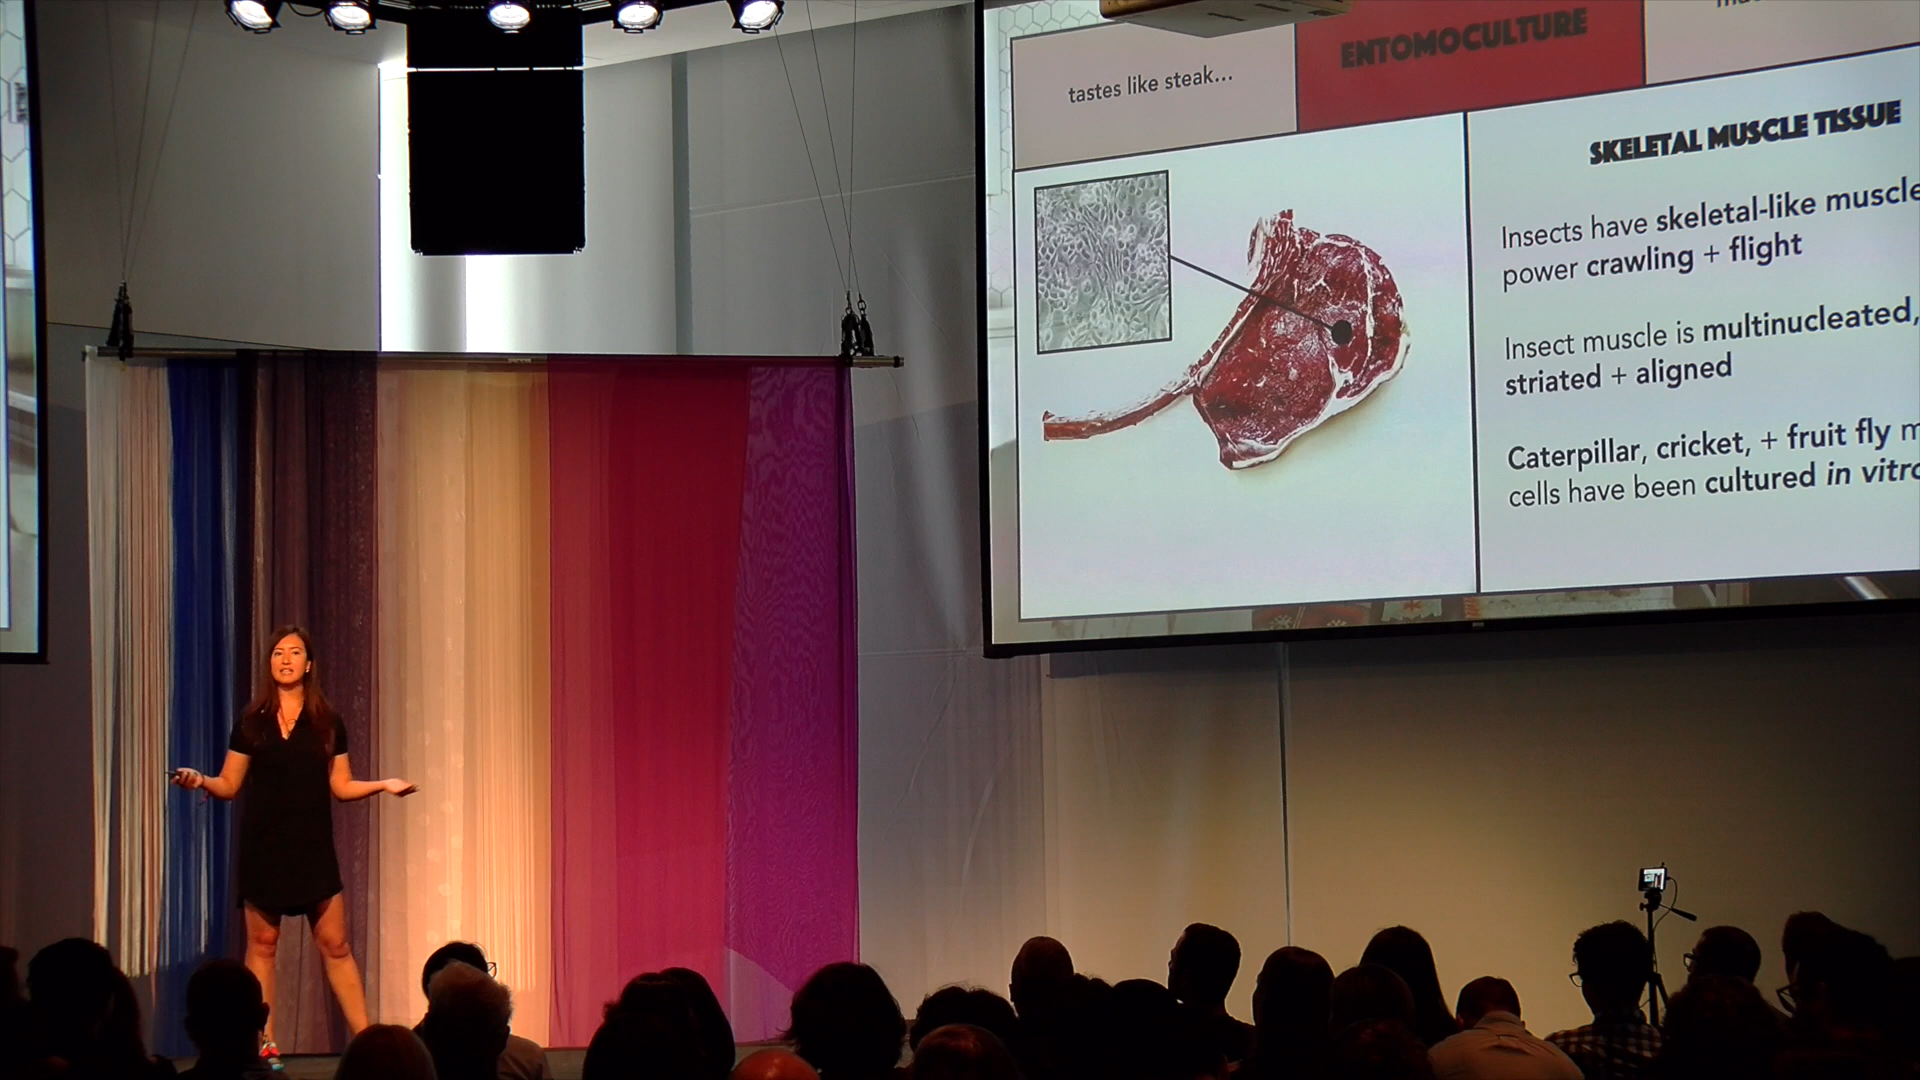 ENTOMOCULTURE
tastes like steak...
SKELETAL MUSCLE TISSUE
Insects have skeletal-like muscle
power crawling + flight
Insect muscle is multinucleated,
striated + aligned
Caterpillar, cricket, + fruit fly
cells have been cultured in vitro